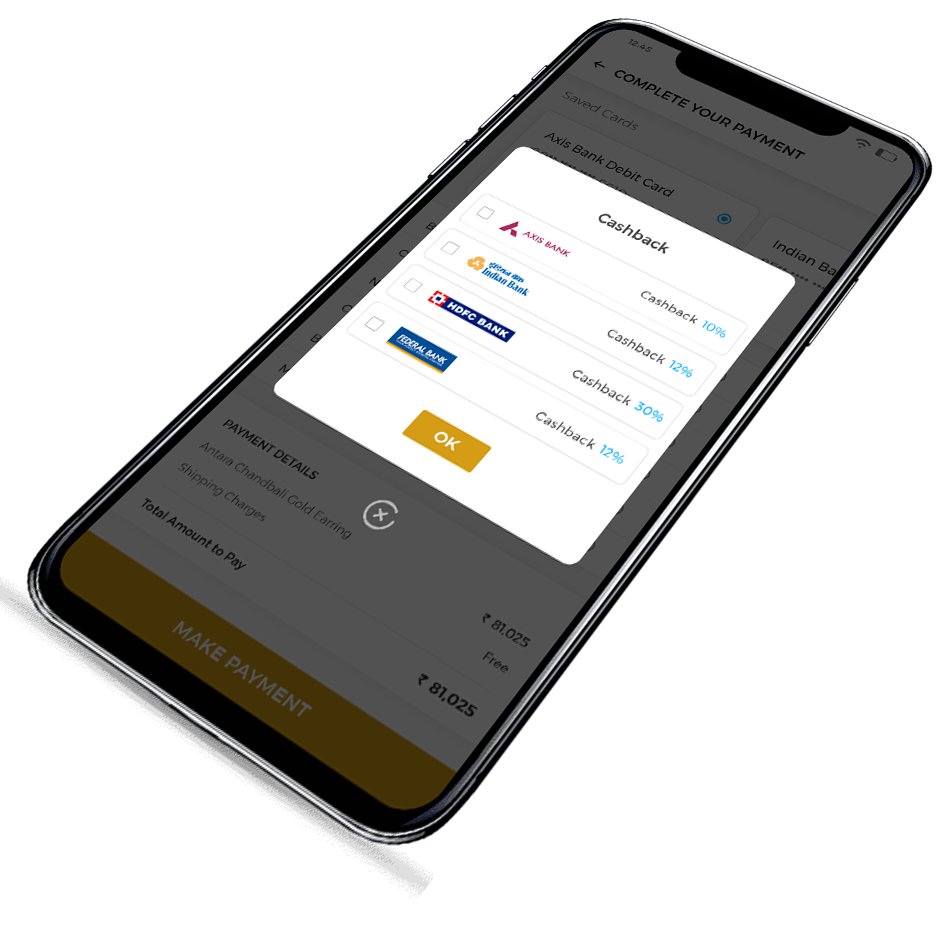 12:45
COMPLETE YOUR PAYMENT
Saved Cards
Axis Bank Debit Card
Indian Ba
Cashback
AXIS BANK
Cashback 10%
Indian Bank
Cashback 12%
HDFC BANK
Cashback 30%
FEDERAL BANK
Cashback 12%
OK
PAYMENT DETAILS
Antara Chandbali Gold Earring
₹ 81,025
Shipping Charges
Free
Total Amount to Pay
₹ 81,025
MAKE PAYMENT